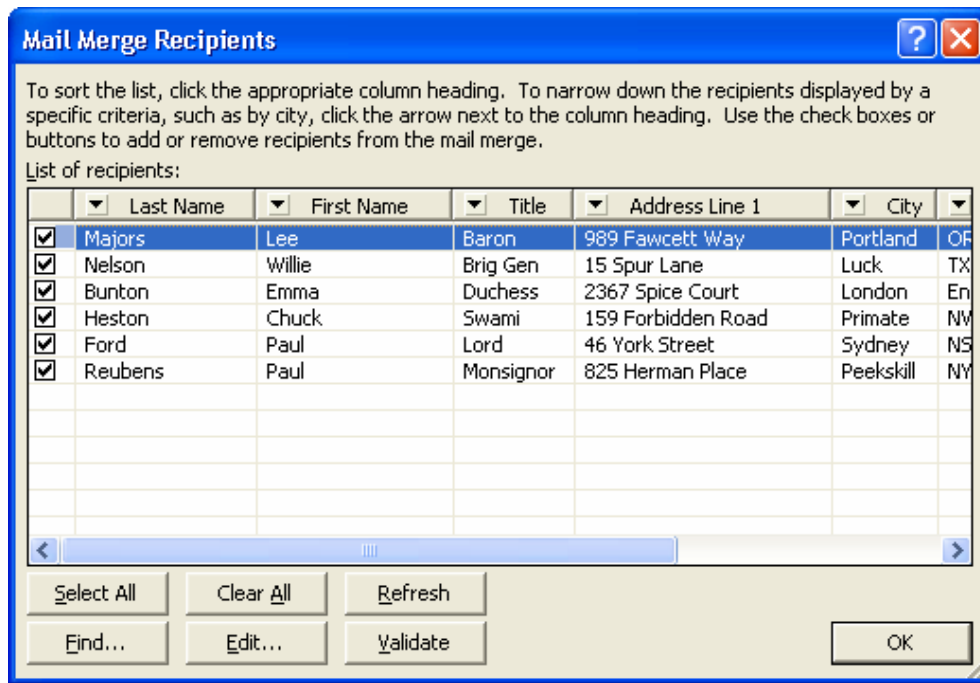 Mail Merge Recipients
To sort the list, click the appropriate column heading. To narrow down the recipients displayed by a
specific criteria, such as by city, click the arrow next to the column heading. Use the check boxes or
buttons to add or remove recipients from the mail merge.
List of recipients:
Last Name First Name Title Address Line 1 City
Majors Lee Baron 989 Fawcett Way Portland OR
Nelson Willie Brig Gen 15 Spur Lane Luck TX
Bunton Emma Duchess 2367 Spice Court London En
Heston Chuck Swami 159 Forbidden Road Primate NV
Ford Paul Lord 46 York Street Sydney NS
Reubens Paul Monsignor 825 Herman Place Peekskill NY
Select All Clear All Refresh
Find... Edit... Validate OK